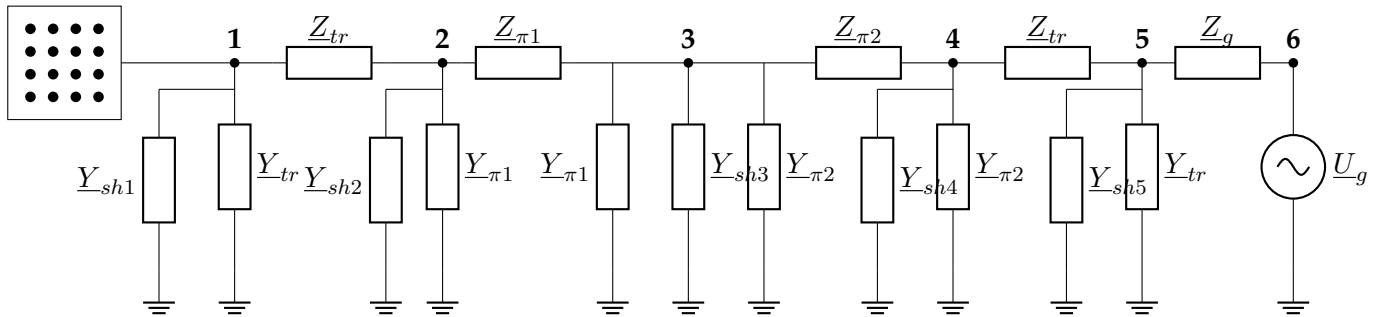 1 Z_tr 2 Z_π1 3 Z_π2 4 Z_tr 5 Z_g 6
Y_sh1 Y_tr Y_sh2 Y_π1 Y_π1 Y_sh3 Y_π2 Y_sh4 Y_π2 Y_sh5 Y_tr U_g